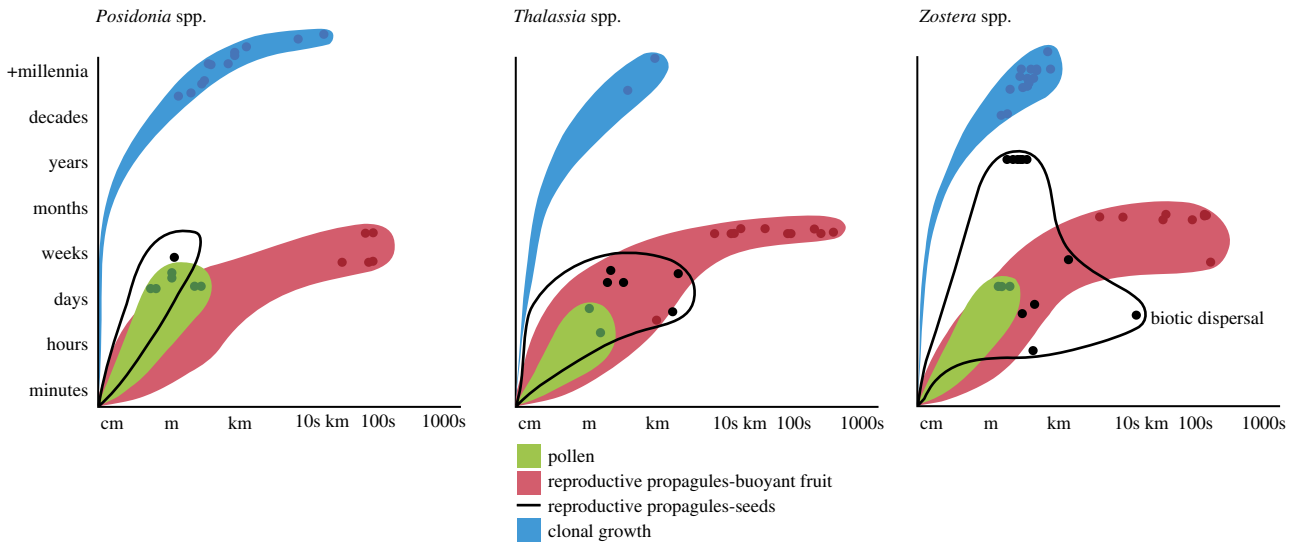 Posidonia spp.
Thalassia spp.
Zostera spp.
+millennia
decades
years
months
weeks
days
hours
minutes
biotic dispersal
cm m km 10s km 100s 1000s
cm m km 10s km 100s 1000s
cm m km 10s km 100s 1000s
pollen
reproductive propagules-buoyant fruit
reproductive propagules-seeds
clonal growth